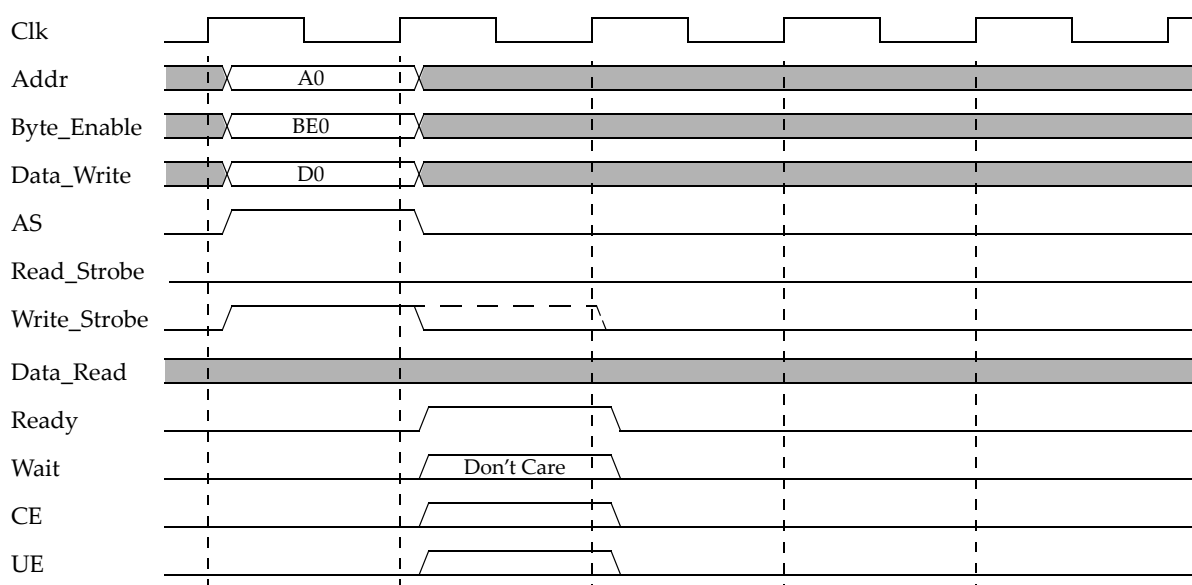 Clk
Addr A0
Byte_Enable BE0
Data_Write D0
AS
Read_Strobe
Write_Strobe
Data_Read
Ready
Wait Don't Care
CE
UE